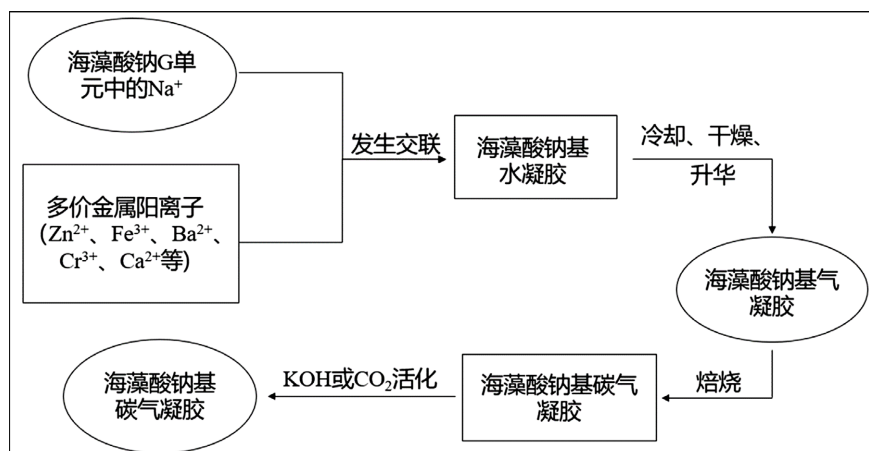 海藻酸钠G单
元中的Na⁺
发生交联
海藻酸钠基
水凝胶
冷却、干燥、
升华
多价金属阳离子
（Zn²⁺、Fe³⁺、Ba²⁺、
Cr³⁺、Ca²⁺等）
海藻酸钠基气
凝胶
焙烧
海藻酸钠基碳气
凝胶
KOH或CO₂活化
海藻酸钠基
碳气凝胶